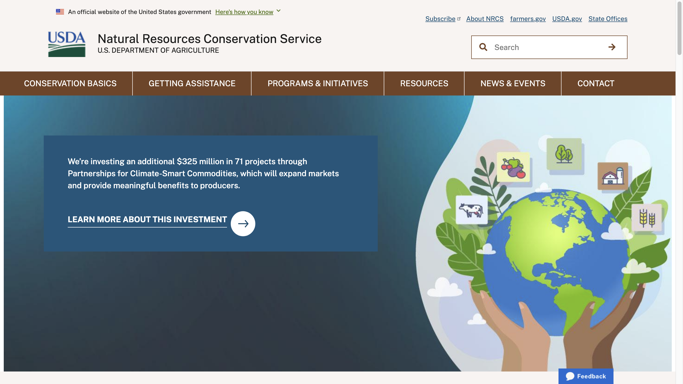 An official website of the United States government Here's how you know
Subscribe About NRCS farmers.gov USDA.gov State Offices
USDA
Natural Resources Conservation Service
U.S. DEPARTMENT OF AGRICULTURE
Search
CONSERVATION BASICS GETTING ASSISTANCE PROGRAMS & INITIATIVES RESOURCES NEWS & EVENTS CONTACT
We're investing an additional $325 million in 71 projects through
Partnerships for Climate-Smart Commodities, which will expand markets
and provide meaningful benefits to producers.
LEARN MORE ABOUT THIS INVESTMENT
Feedback